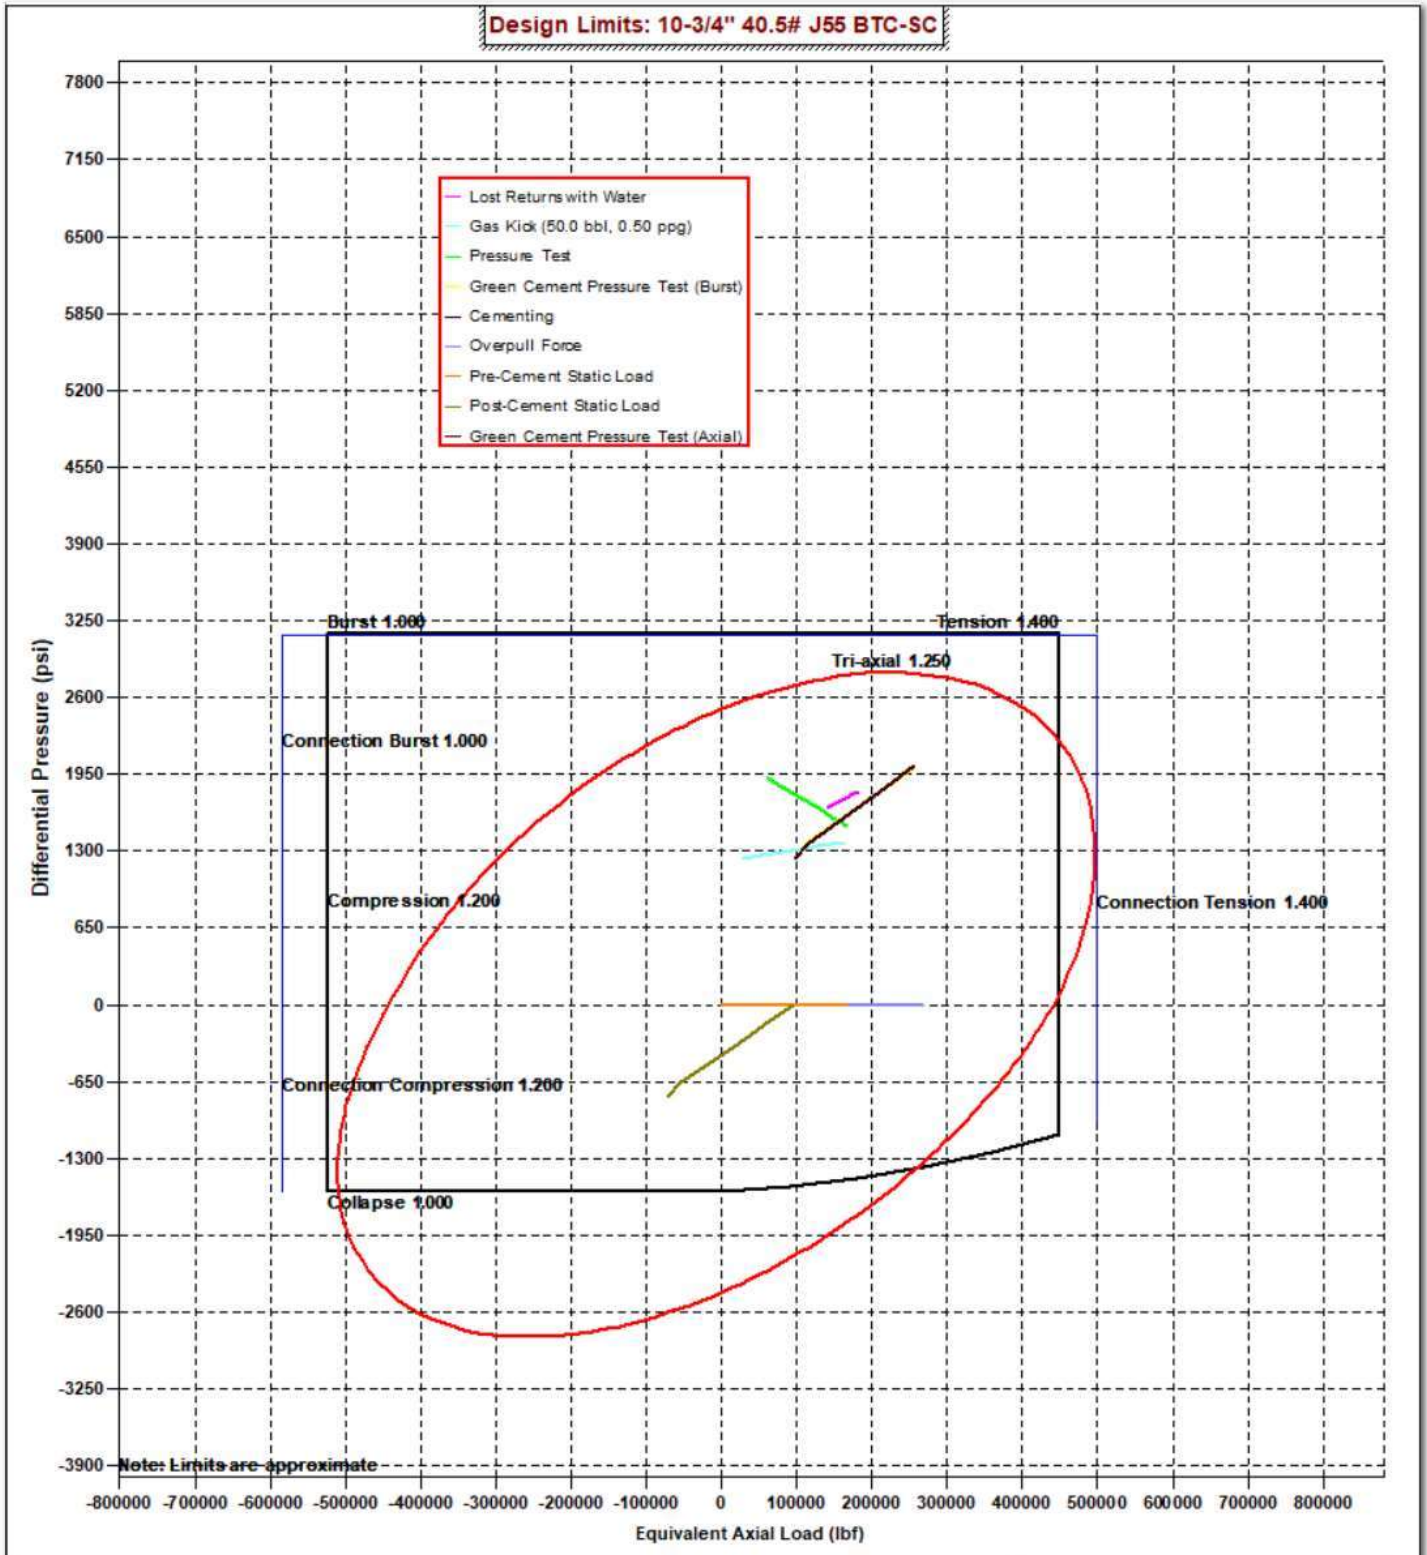 Design Limits: 10-3/4" 40.5# J55 BTC-SC
7800
7150
6500
5850
5200
4550
3900
3250
2600
1950
1300
650
0
-650
-1300
-1950
-2600
-3250
-3900
Differential Pressure (psi)
Lost Returns with Water
Gas Kick (50.0 bbl, 0.50 ppg)
Pressure Test
Green Cement Pressure Test (Burst)
Cementing
Overpull Force
Pre-Cement Static Load
Post-Cement Static Load
Green Cement Pressure Test (Axial)
Burst 1.000
Tension 1.400
Tri-axial 1.250
Connection Burst 1.000
Compression 1.200
Connection Tension 1.400
Connection Compression 1.200
Collapse 1.000
Note: Limits are approximate
-800000 -700000 -600000 -500000 -400000 -300000 -200000 -100000 0 100000 200000 300000 400000 500000 600000 700000 800000
Equivalent Axial Load (lbf)